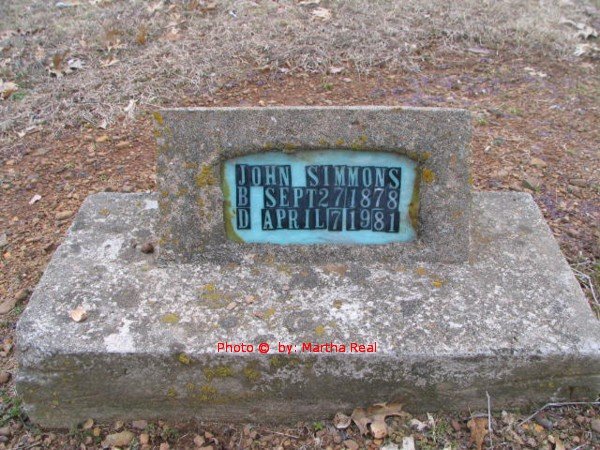 JOHN SIMMONS
B SEPT 27 1878
D APRIL 7 1981
Photo © by: Martha Real